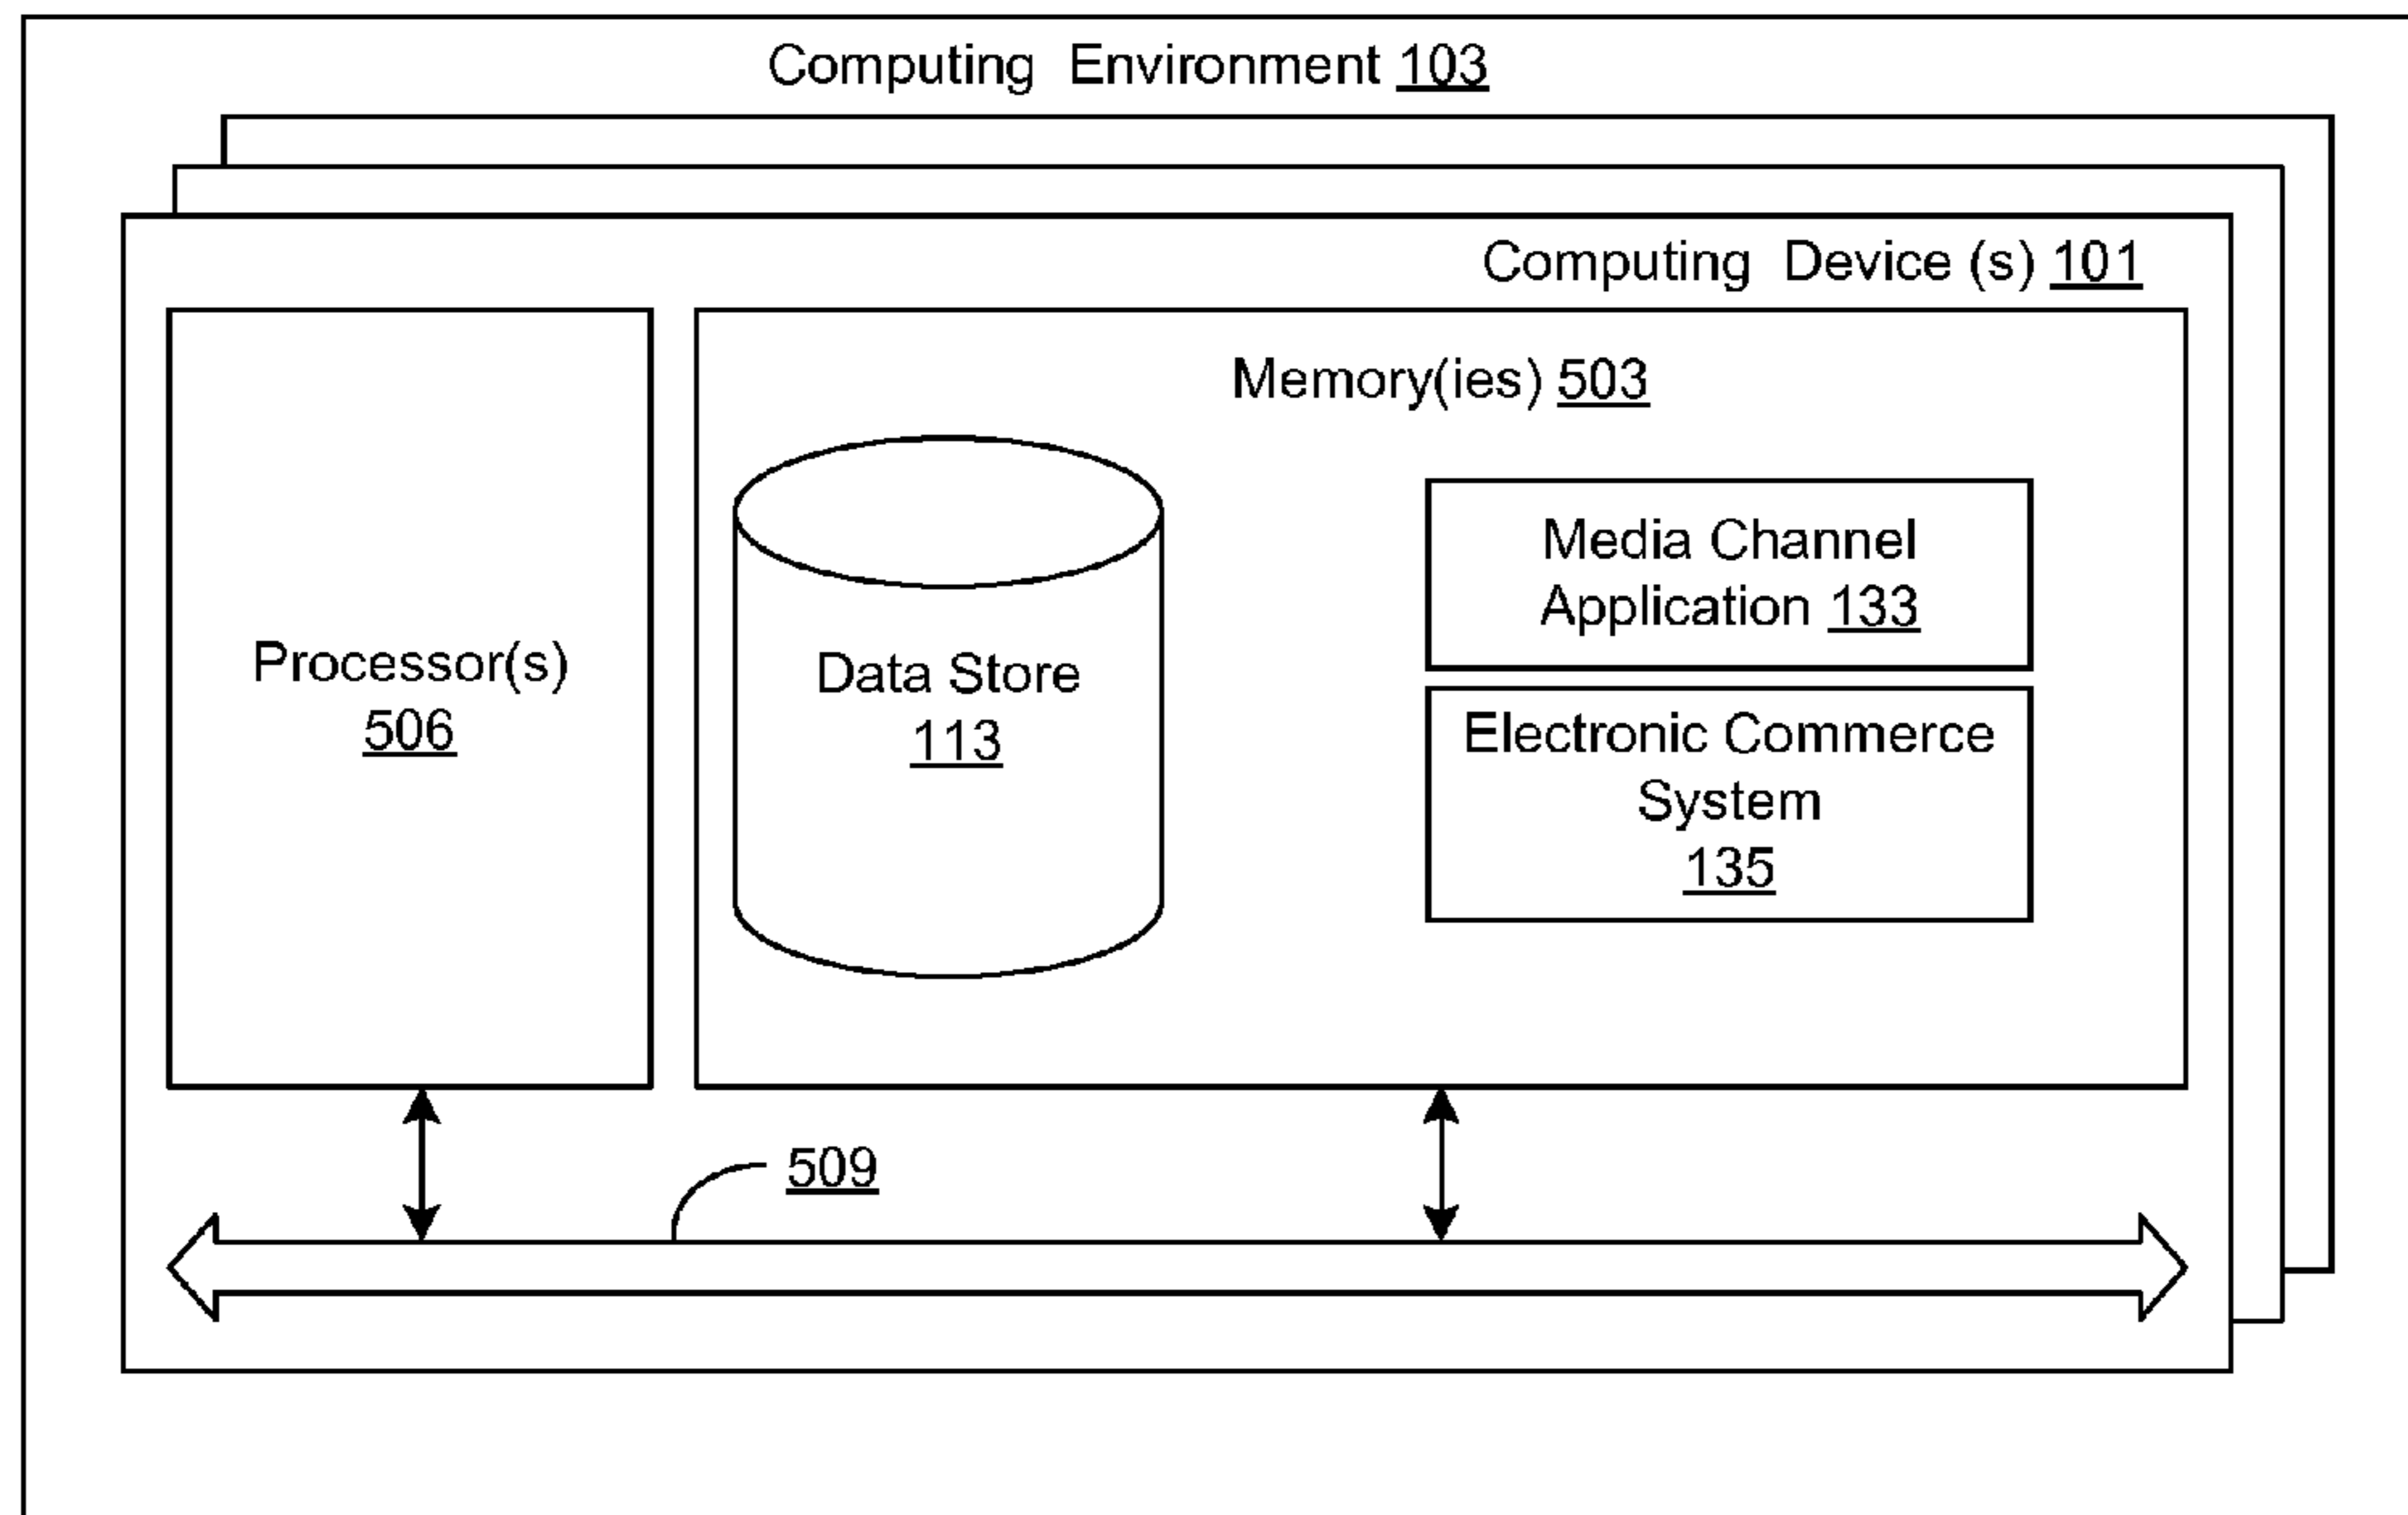 Computing Environment 103
Computing Device (s) 101
Memory(ies) 503
Processor(s)
506
Data Store
113
Media Channel
Application 133
Electronic Commerce
System
135
509